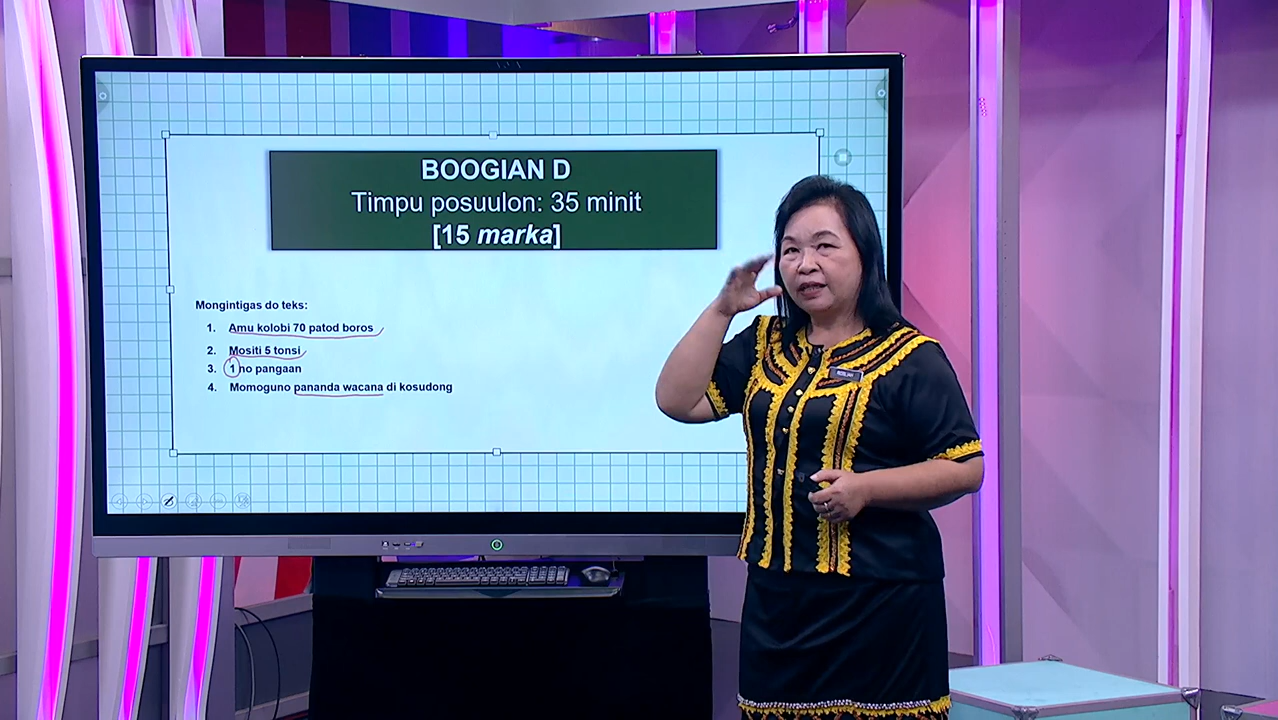 BOOGIAN D
Timpu posuulon: 35 minit
[15 marka]
Mongintigas do teks:
1. Amu kolobi 70 patod boros
2. Mositi 5 tonsi
3. 1 no pangaan
4. Momoguno pananda wacana di kosudong